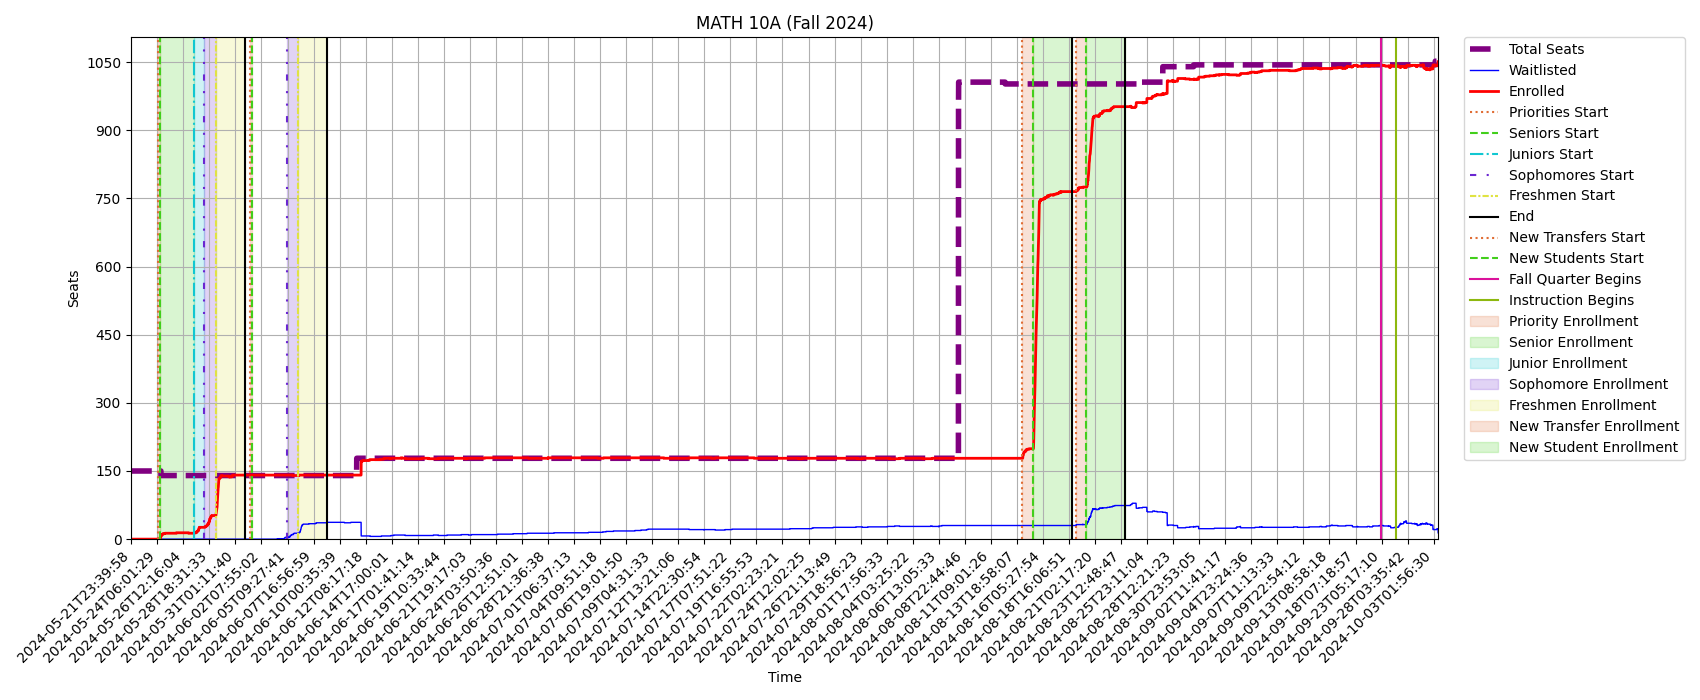 MATH 10A (Fall 2024)
Seats
1050
900
750
600
450
300
150
0
2024-05-21T23:39:58
2024-05-24T06:01:29
2024-05-26T12:16:04
2024-05-28T18:31:33
2024-05-31T01:11:40
2024-06-02T07:55:02
2024-06-05T09:27:41
2024-06-07T16:56:59
2024-06-10T00:35:39
2024-06-12T08:17:18
2024-06-14T17:00:01
2024-06-17T01:41:14
2024-06-19T10:33:44
2024-06-21T19:17:03
2024-06-24T03:50:36
2024-06-26T12:51:01
2024-06-28T21:36:38
2024-07-01T06:37:13
2024-07-04T09:51:18
2024-07-06T19:01:50
2024-07-09T04:31:33
2024-07-12T13:21:06
2024-07-14T22:30:54
2024-07-17T07:51:22
2024-07-19T16:55:53
2024-07-22T02:23:21
2024-07-24T12:02:25
2024-07-26T21:13:49
2024-07-29T18:56:23
2024-08-01T17:56:33
2024-08-04T03:25:22
2024-08-06T13:05:33
2024-08-08T22:44:46
2024-08-11T09:01:26
2024-08-13T18:58:07
2024-08-16T05:27:54
2024-08-18T16:06:51
2024-08-21T02:17:20
2024-08-23T12:48:47
2024-08-25T23:11:04
2024-08-28T12:21:23
2024-08-30T23:53:05
2024-09-02T11:41:17
2024-09-04T23:24:36
2024-09-07T11:13:33
2024-09-09T22:54:12
2024-09-13T08:58:18
2024-09-18T07:18:57
2024-09-23T05:17:10
2024-09-28T03:35:42
2024-10-03T01:56:30
Time
Total Seats
Waitlisted
Enrolled
Priorities Start
Seniors Start
Juniors Start
Sophomores Start
Freshmen Start
End
New Transfers Start
New Students Start
Fall Quarter Begins
Instruction Begins
Priority Enrollment
Senior Enrollment
Junior Enrollment
Sophomore Enrollment
Freshmen Enrollment
New Transfer Enrollment
New Student Enrollment